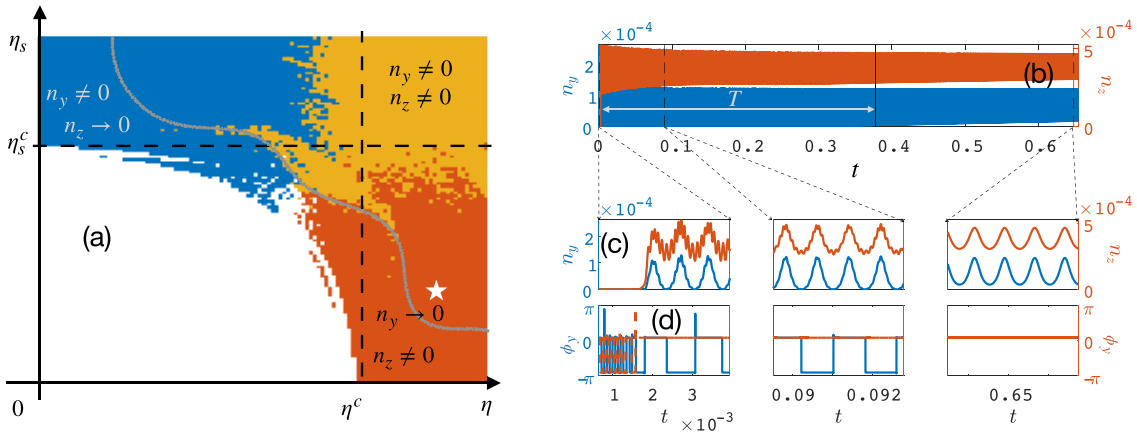 η_s
n_y ≠ 0
n_z → 0
n_y ≠ 0
n_z ≠ 0
η_s^c
(a)
n_y → 0
n_z ≠ 0
0
η^c
η
×10⁻⁴
×10⁻⁴
2
1
0
n_y
(b)
T
5
0
n_z
0
0.1
0.2
0.3
0.4
0.5
0.6
t
×10⁻⁴
×10⁻⁴
2
1
0
n_y
(c)
5
0
n_z
π
0
−π
ϕ_y
(d)
π
0
−π
ϕ_y
1
2
3
0.09
0.092
0.65
t
×10⁻³
t
t